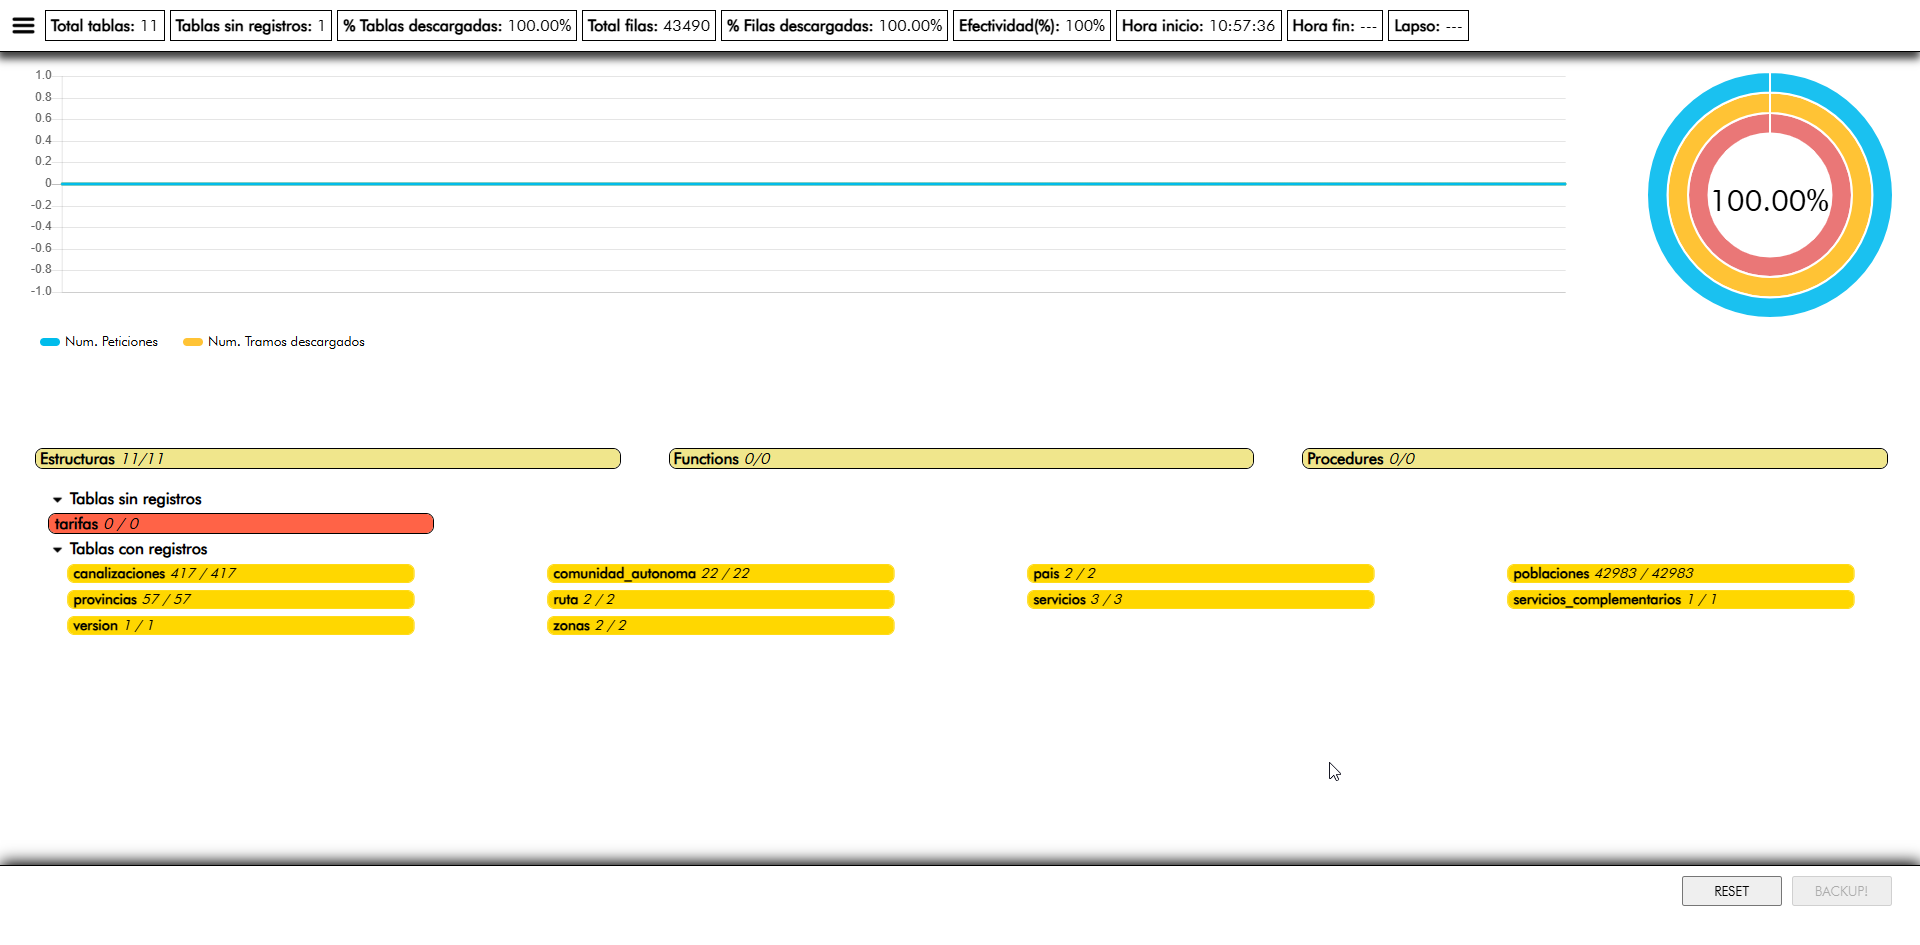 Total tablas: 11 Tablas sin registros: 1 % Tablas descargadas: 100.00% Total filas: 43490 % Filas descargadas: 100.00% Efectividad(%): 100% Hora inicio: 10:57:36 Hora fin: --- Lapso: ---
1.0
0.8
0.6
0.4
0.2
0
-0.2
-0.4
-0.6
-0.8
-1.0
100.00%
Num. Peticiones Num. Tramos descargados
Estructuras 11/11 Functions 0/0 Procedures 0/0
Tablas sin registros
tarifas 0 / 0
Tablas con registros
canalizaciones 417 / 417 comunidad_autonoma 22 / 22 pais 2 / 2 poblaciones 42983 / 42983
provincias 57 / 57 ruta 2 / 2 servicios 3 / 3 servicios_complementarios 1 / 1
version 1 / 1 zonas 2 / 2
RESET BACKUP!